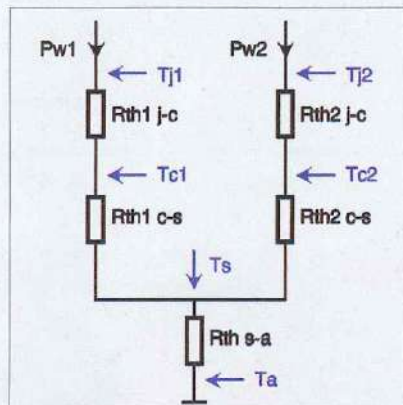 Pw1 Pw2
Tj1 Tj2
Rth1 j-c Rth2 j-c
Tc1 Tc2
Rth1 c-s Rth2 c-s
Ts
Rth s-a
Ta